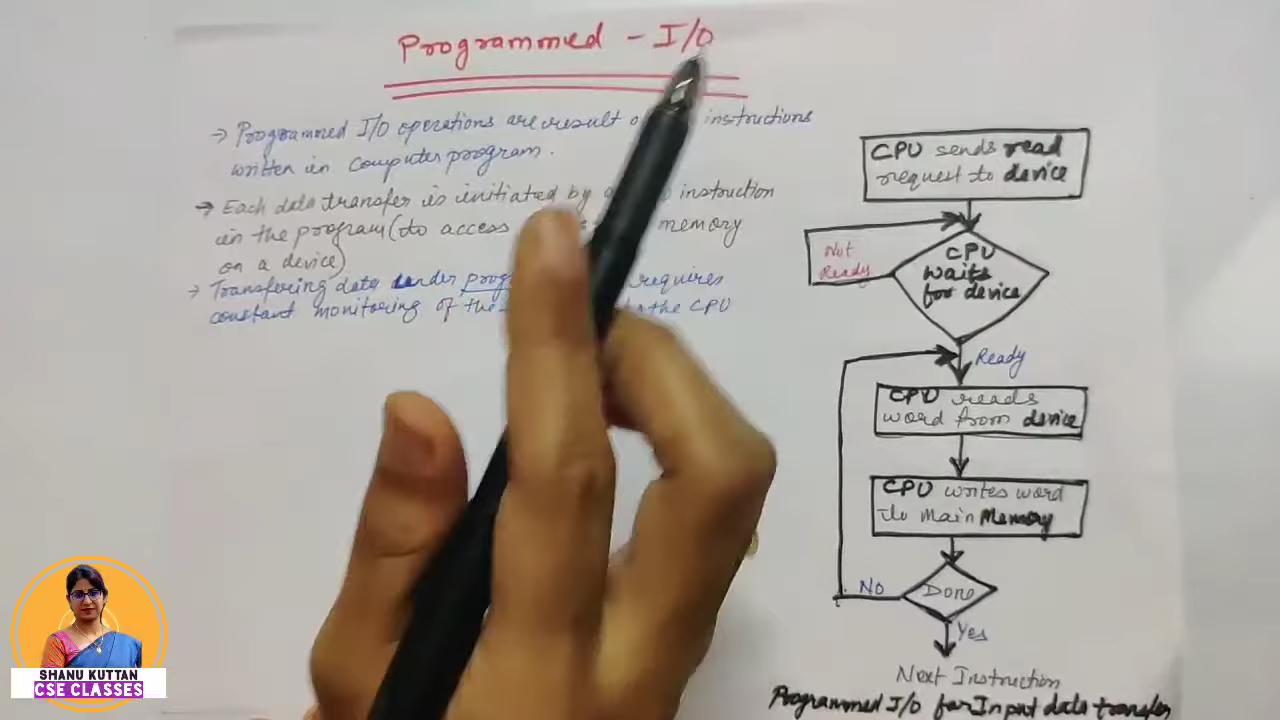 Programmed - I/O
→ Programmed I/O operations are result o instructions
written in computer program.
→ Each data transfer is initiated by instruction
in the program (to access memory
on a device)
→ Transfering data under requires
constant monitoring of the the CPU
CPU sends read
request to device
Not
Ready
CPU
waits
for device
Ready
CPU reads
word from device
CPU writes word
to Main Memory
Done
No
Yes
Next Instruction
Programmed I/O for Input data transfer
SHANU KUTTAN
CSE CLASSES